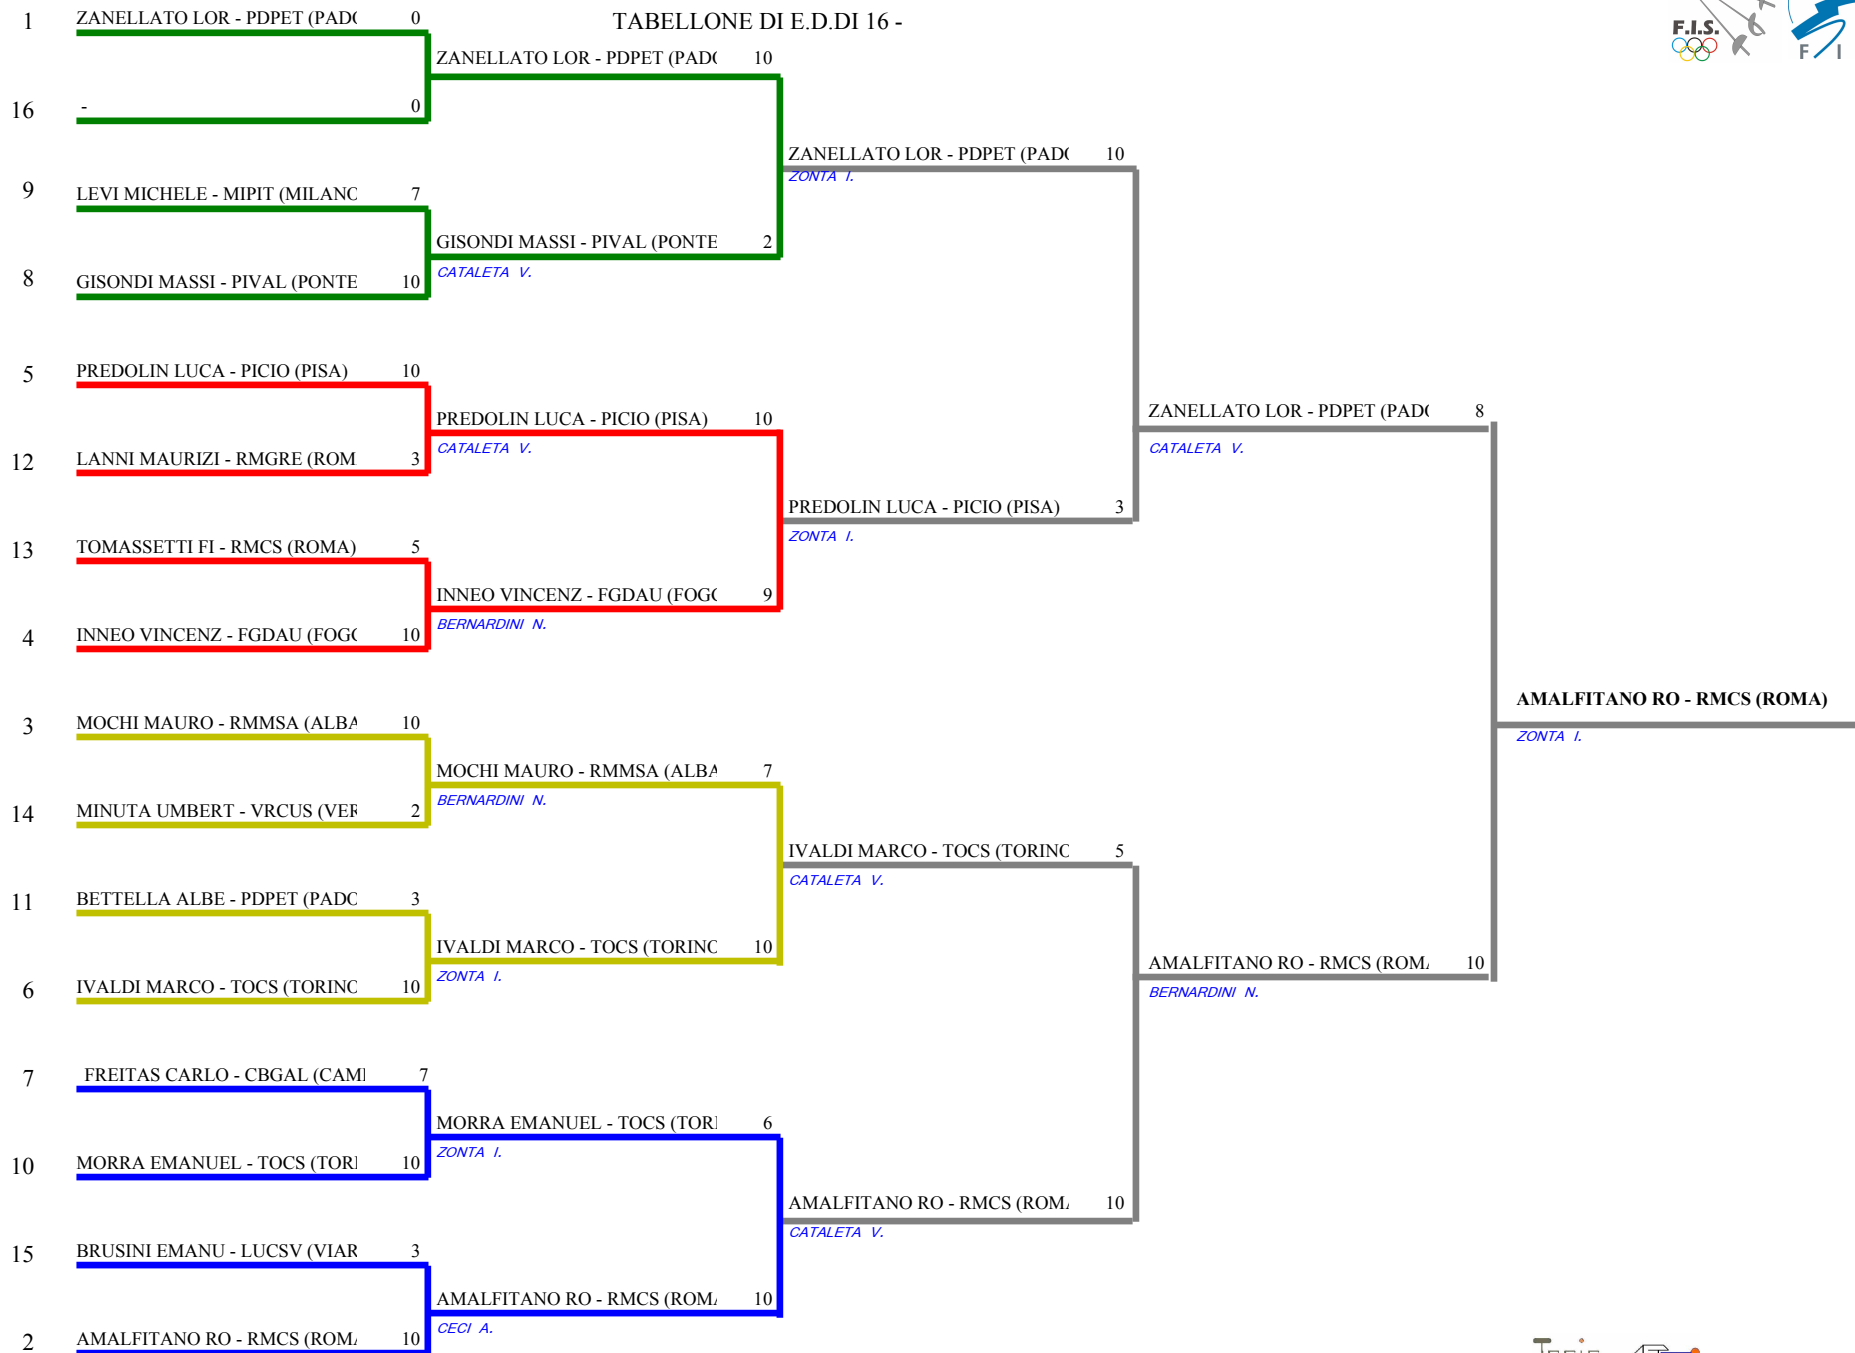 TABELLONE DI E.D.DI 16 -
F.I.S.
F I
1 ZANELLATO LOR - PDPET (PAD 0
16 - 0
9 LEVI MICHELE - MIPIT (MILANO 7
8 GISONDI MASSI - PIVAL (PONTE 10
5 PREDOLIN LUCA - PICIO (PISA) 10
12 LANNI MAURIZI - RMGRE (ROM 3
13 TOMASSETTI FI - RMCS (ROMA) 5
4 INNEO VINCENZ - FGDAU (FOG 10
3 MOCHI MAURO - RMMSA (ALBA 10
14 MINUTA UMBERT - VRCUS (VER 2
11 BETTELLA ALBE - PDPET (PADO 3
6 IVALDI MARCO - TOCS (TORINO 10
7 FREITAS CARLO - CBGAL (CAM 7
10 MORRA EMANUEL - TOCS (TOR 10
15 BRUSINI EMANU - LUCSV (VIAR 3
2 AMALFITANO RO - RMCS (ROM 10
ZANELLATO LOR - PDPET (PAD 10
GISONDI MASSI - PIVAL (PONTE 2
CATALETA V.
PREDOLIN LUCA - PICIO (PISA) 10
CATALETA V.
INNEO VINCENZ - FGDAU (FOG 9
BERNARDINI N.
MOCHI MAURO - RMMSA (ALBA 7
BERNARDINI N.
IVALDI MARCO - TOCS (TORINO 10
ZONTA I.
MORRA EMANUEL - TOCS (TOR 6
ZONTA I.
AMALFITANO RO - RMCS (ROM 10
CECI A.
ZANELLATO LOR - PDPET (PAD 10
ZONTA I.
PREDOLIN LUCA - PICIO (PISA) 3
ZONTA I.
IVALDI MARCO - TOCS (TORINO 5
CATALETA V.
AMALFITANO RO - RMCS (ROM 10
CATALETA V.
ZANELLATO LOR - PDPET (PAD 8
CATALETA V.
AMALFITANO RO - RMCS (ROM 10
BERNARDINI N.
AMALFITANO RO - RMCS (ROMA)
ZONTA I.